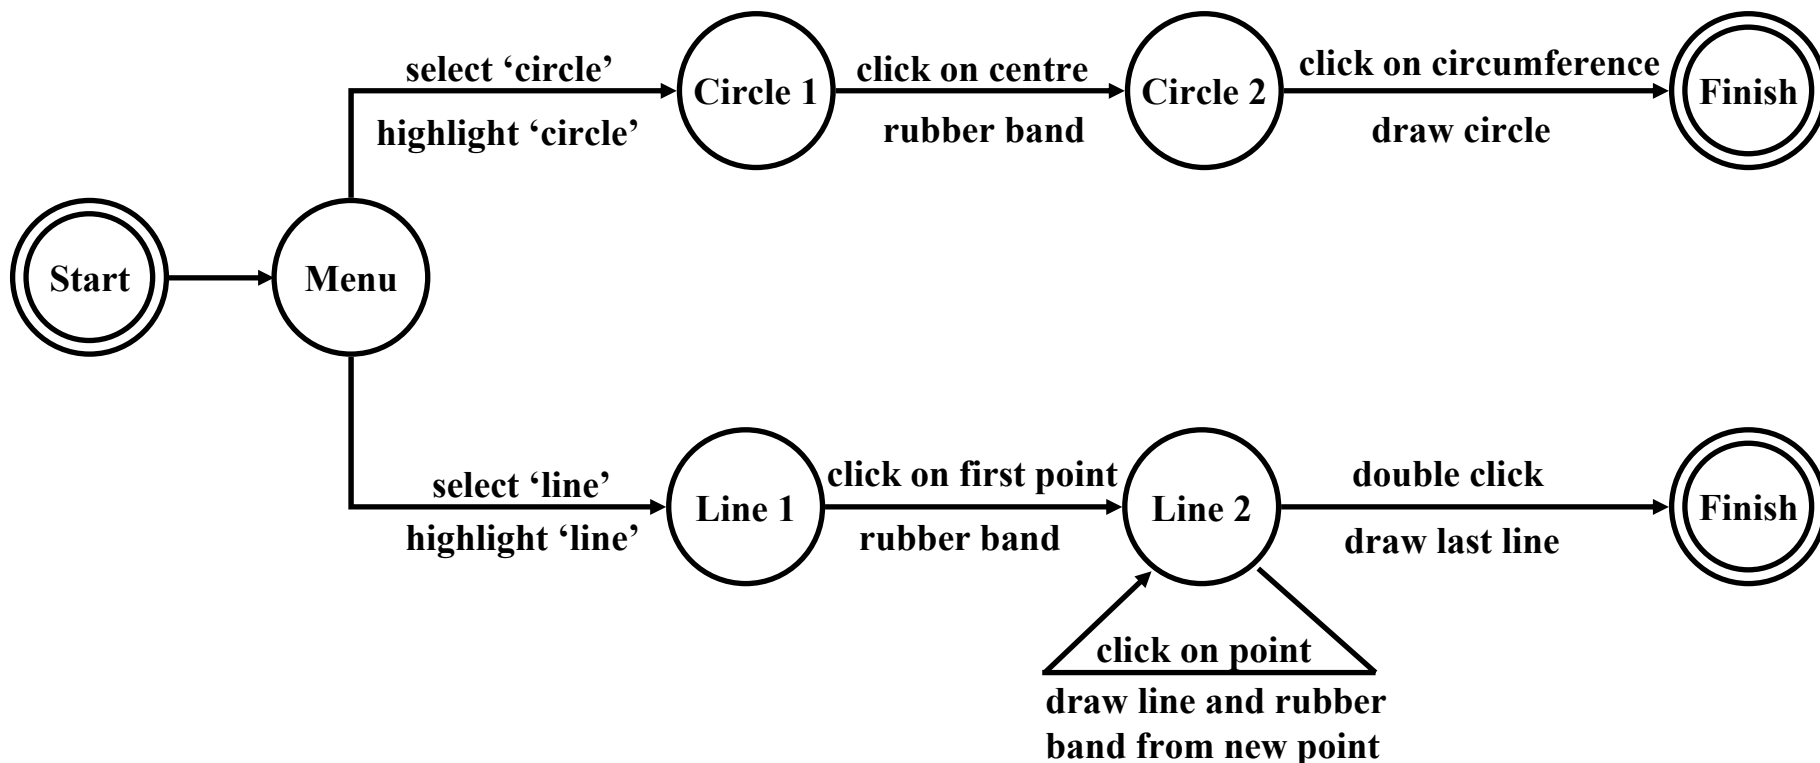 select ‘circle’
highlight ‘circle’
Circle 1
click on centre
rubber band
Circle 2
click on circumference
draw circle
Finish
Start
Menu
select ‘line’
highlight ‘line’
Line 1
click on first point
rubber band
Line 2
double click
draw last line
Finish
click on point
draw line and rubber
band from new point